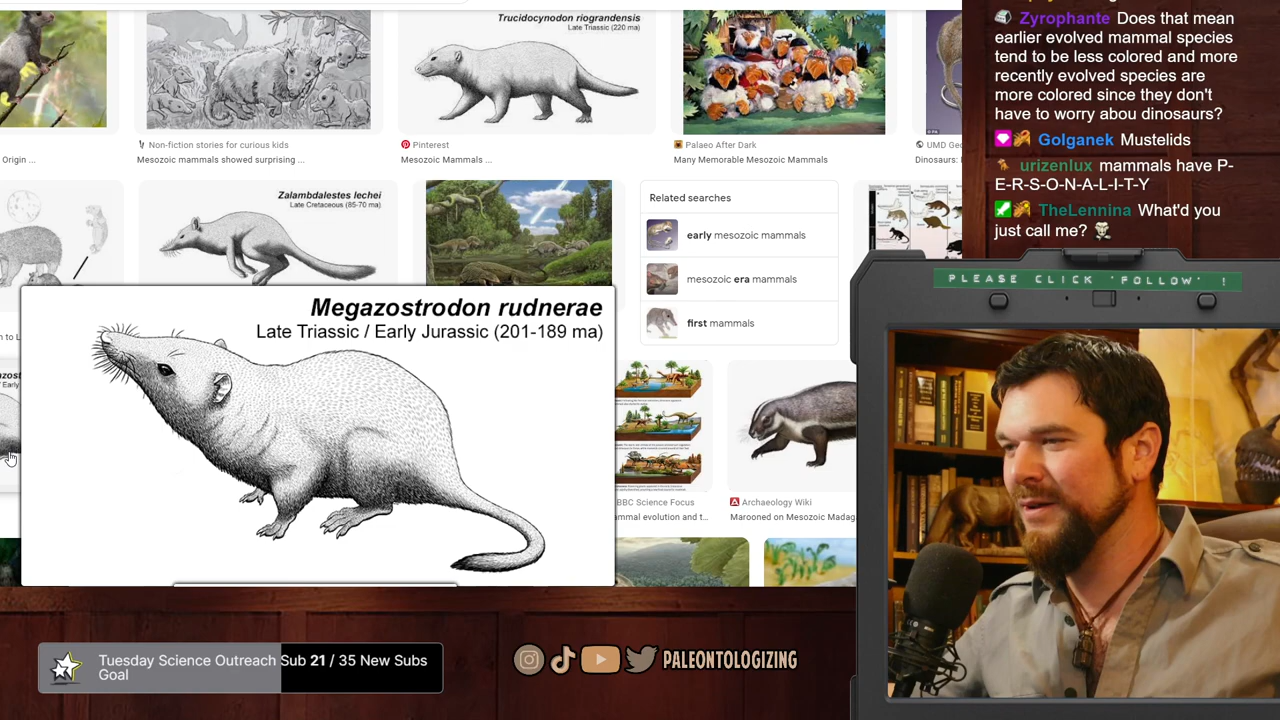 Trucidocynodon riograndensis
Late Triassic (220 ma)
Origin ...
Non-fiction stories for curious kids
Mesozoic mammals showed surprising ...
Pinterest
Mesozoic Mammals ...
Palaeo After Dark
Many Memorable Mesozoic Mammals
UMD Geo
Dinosaurs:
Zalambdalestes lechei
Late Cretaceous (85-70 ma)
Related searches
early mesozoic mammals
mesozoic era mammals
first mammals
Megazostrodon rudnerae
Late Triassic / Early Jurassic (201-189 ma)
BBC Science Focus
Archaeology Wiki
Marooned on Mesozoic Madag
Zyrophante Does that mean
earlier evolved mammal species
tend to be less colored and more
recently evolved species are
more colored since they don't
have to worry abou dinosaurs?
Golganek Mustelids
urizenlux mammals have P-
E-R-S-O-N-A-L-I-T-Y
TheLennina What'd you
just call me?
PLEASE CLICK 'FOLLOW' !
Tuesday Science Outreach Sub 21 / 35 New Subs
Goal
PALEONTOLOGIZING